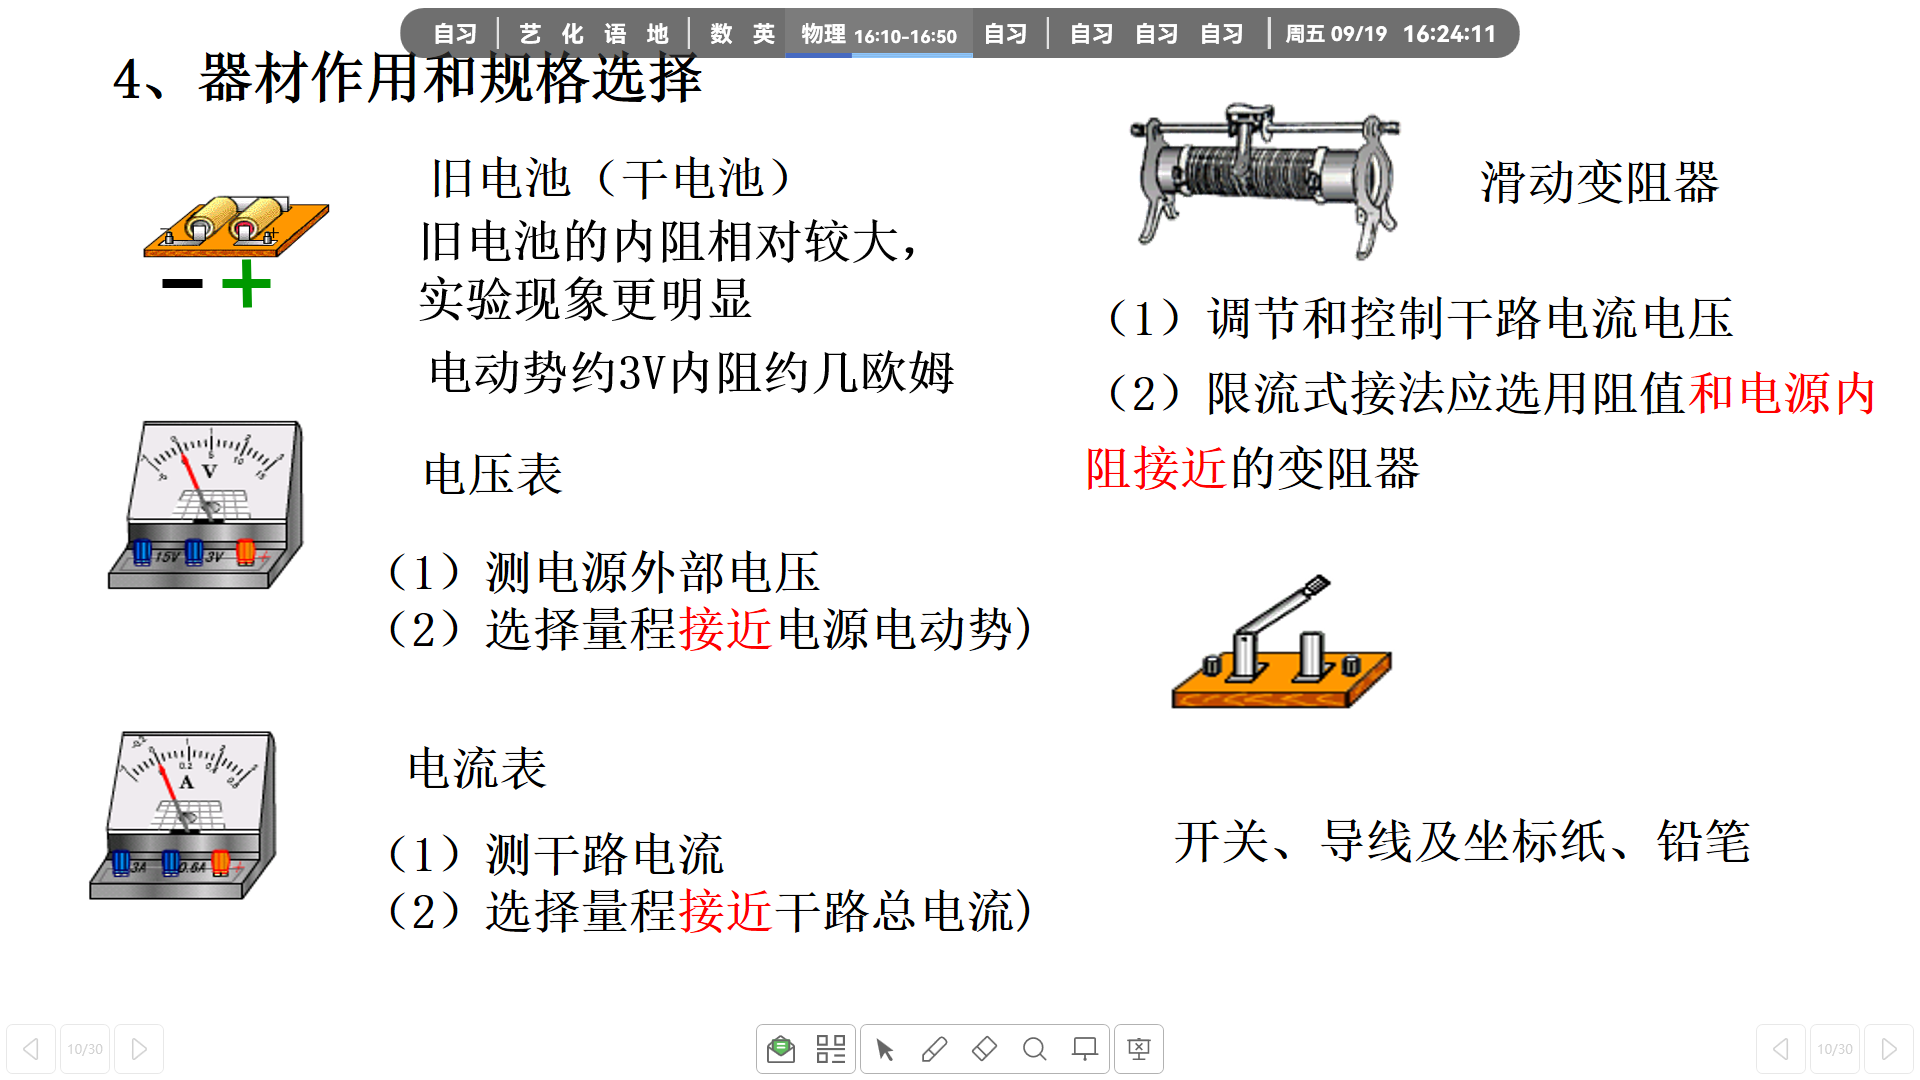 自习 艺 化 语 地 数 英 物理 16:10-16:50 自习 自习 自习 自习 周五 09/19 16:24:11
4、器材作用和规格选择
旧电池（干电池）
旧电池的内阻相对较大，
实验现象更明显
电动势约3V内阻约几欧姆
电压表
（1）测电源外部电压
（2）选择量程接近电源电动势)
电流表
（1）测干路电流
（2）选择量程接近干路总电流)
滑动变阻器
（1）调节和控制干路电流电压
（2）限流式接法应选用阻值和电源内
阻接近的变阻器
开关、导线及坐标纸、铅笔
V
15V 3V
A
3A 0.6A
10/30
10/30